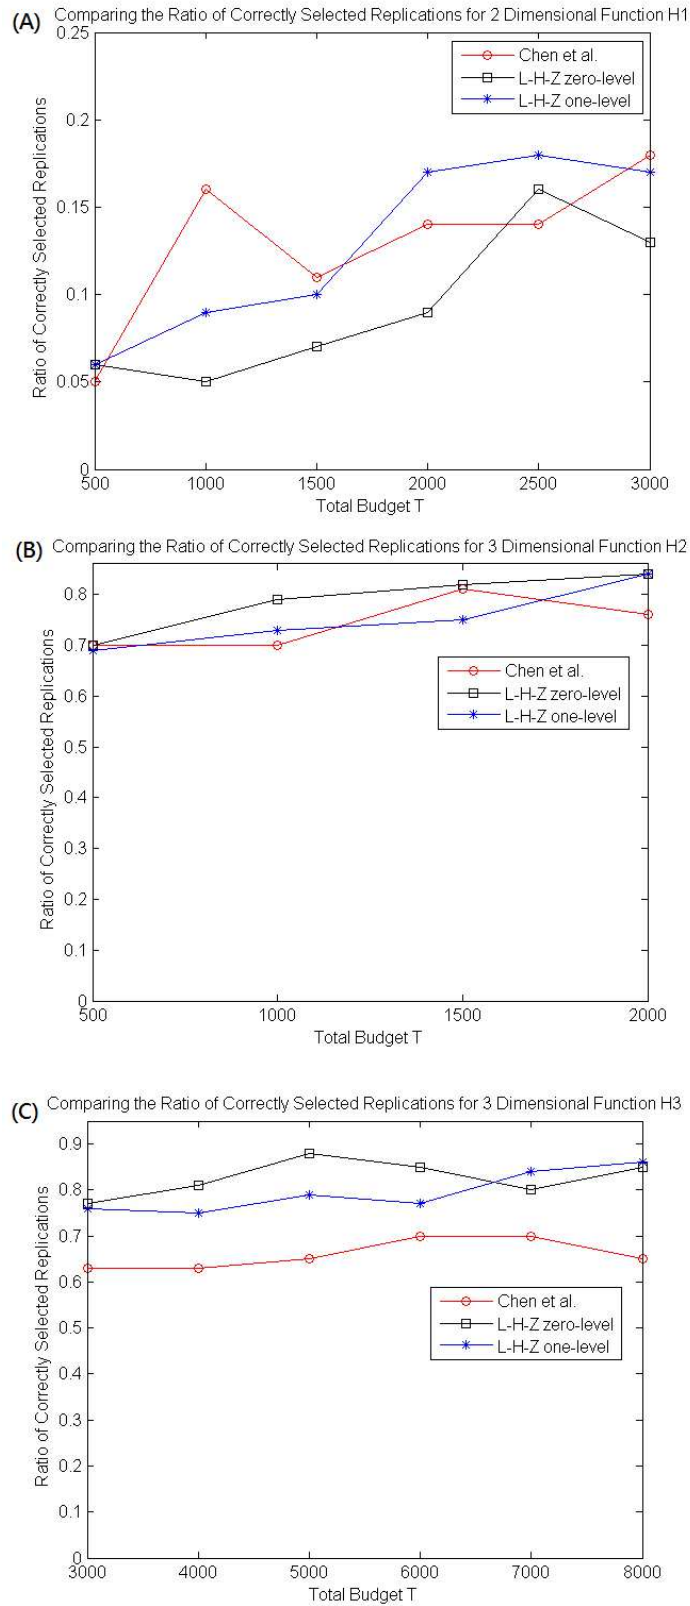 (A) Comparing the Ratio of Correctly Selected Replications for 2 Dimensional Function H1
0.25
0.2
0.15
0.1
0.05
0
Ratio of Correctly Selected Replications
Chen et al.
L-H-Z zero-level
L-H-Z one-level
500 1000 1500 2000 2500 3000
Total Budget T
(B) Comparing the Ratio of Correctly Selected Replications for 3 Dimensional Function H2
0.8
0.7
0.6
0.5
0.4
0.3
0.2
0.1
0
Ratio of Correctly Selected Replications
Chen et al.
L-H-Z zero-level
L-H-Z one-level
500 1000 1500 2000
Total Budget T
(C) Comparing the Ratio of Correctly Selected Replications for 3 Dimensional Function H3
0.9
0.8
0.7
0.6
0.5
0.4
0.3
0.2
0.1
0
Ratio of Correctly Selected Replications
Chen et al.
L-H-Z zero-level
L-H-Z one-level
3000 4000 5000 6000 7000 8000
Total Budget T